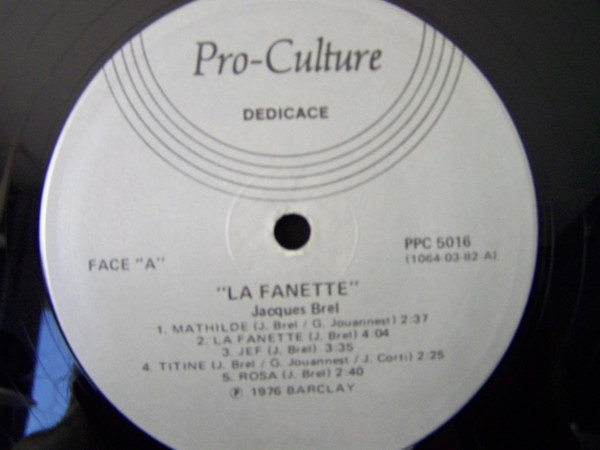 Pro-Culture
DEDICACE
PPC 5016
FACE "A"
(1064-03-82 A)
"LA FANETTE"
Jacques Brel
1. MATHILDE (J. Brel / G. Jouannest) 2:37
2. LA FANETTE (J. Brel) 4:04
3. JEF (J. Brel) 3:35
4. TITINE (J. Brel / G. Jouannest / J. Corti) 2:25
5. ROSA (J. Brel) 2:40
Ⓟ 1976 BARCLAY